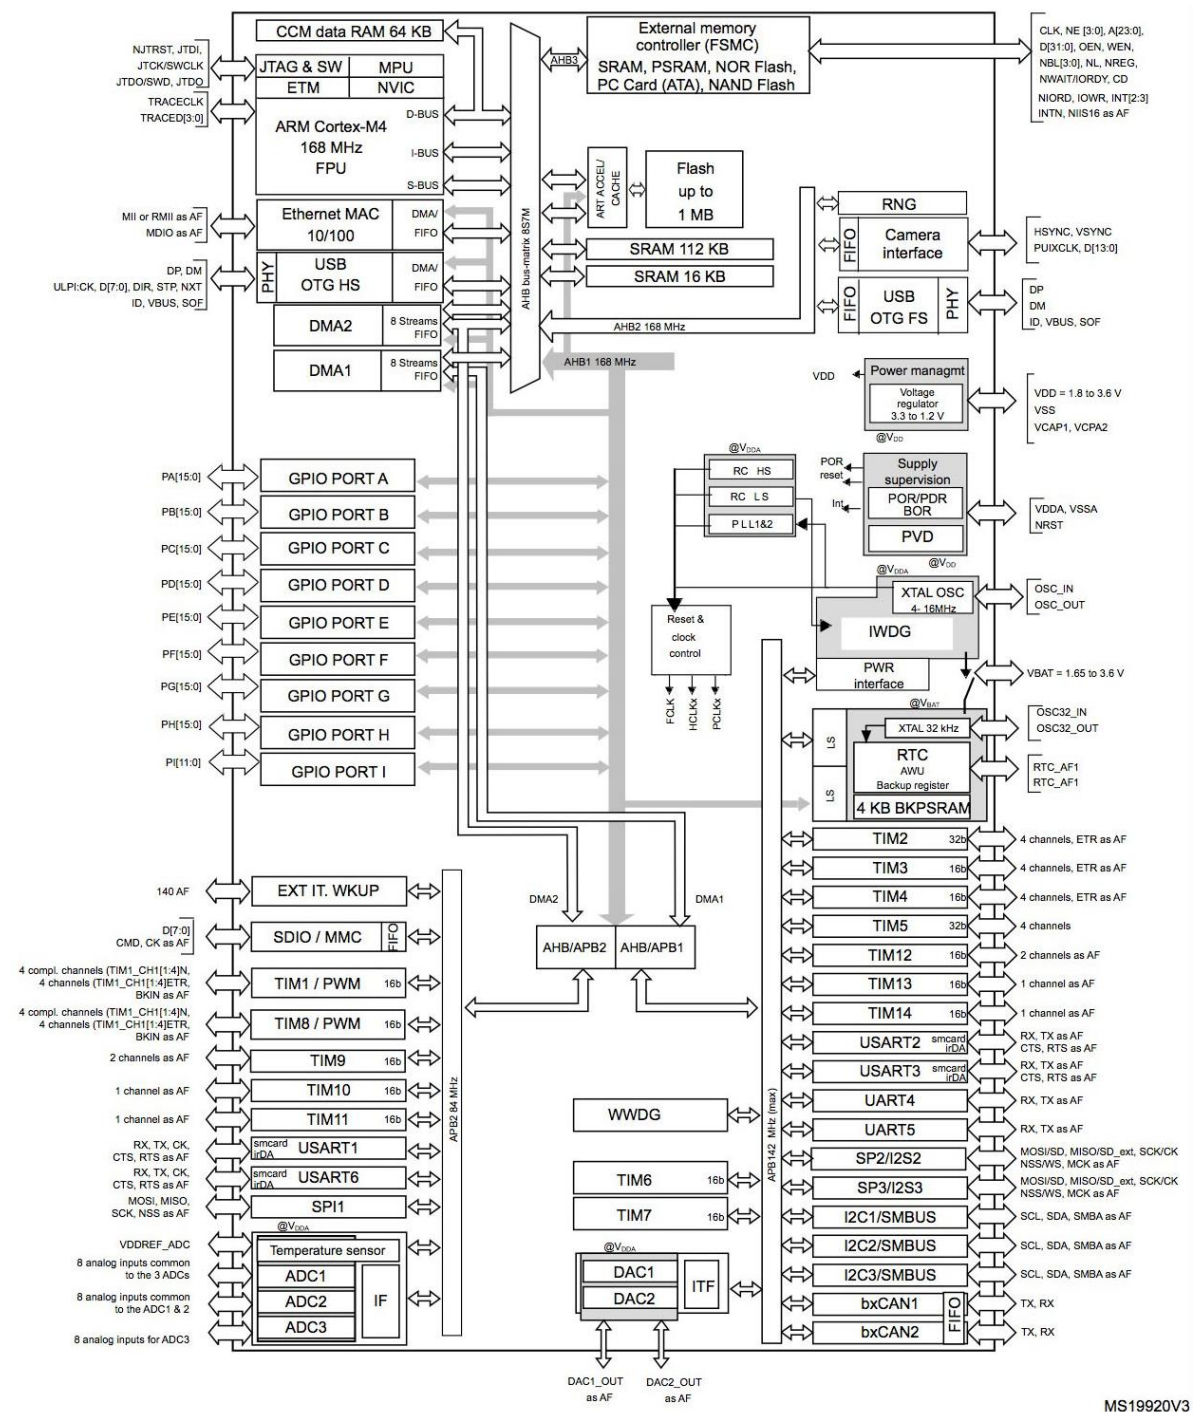 CCM data RAM 64 KB
External memory
controller (FSMC)
SRAM, PSRAM, NOR Flash,
PC Card (ATA), NAND Flash
AHB3
CLK, NE [3:0], A[23:0],
D[31:0], OEN, WEN,
NBL[3:0], NL, NREG,
NWAIT/IORDY, CD
NIORD, IOWR, INT[2:3]
INTN, NIIS16 as AF
NJTRST, JTDI,
JTCK/SWCLK
JTDO/SWD, JTDO
TRACECLK
TRACED[3:0]
JTAG & SW
MPU
ETM
NVIC
ARM Cortex-M4
168 MHz
FPU
D-BUS
I-BUS
S-BUS
AHB bus-matrix 8S7M
ART ACCEL/
CACHE
Flash
up to
1 MB
SRAM 112 KB
SRAM 16 KB
AHB2 168 MHz
AHB1 168 MHz
MII or RMII as AF
MDIO as AF
Ethernet MAC
10/100
DMA/
FIFO
DP, DM
ULPI:CK, D[7:0], DIR, STP, NXT
ID, VBUS, SOF
PHY
USB
OTG HS
DMA/
FIFO
DMA2
8 Streams
FIFO
DMA1
8 Streams
FIFO
RNG
FIFO
Camera
interface
HSYNC, VSYNC
PUIXCLK, D[13:0]
FIFO
USB
OTG FS
PHY
DP
DM
ID, VBUS, SOF
VDD
Power managmt
Voltage
regulator
3.3 to 1.2 V
@VDD
VDD = 1.8 to 3.6 V
VSS
VCAP1, VCPA2
POR
reset
Int
Supply
supervision
POR/PDR
BOR
PVD
@VDD
VDDA, VSSA
NRST
@VDDA
RC HS
RC LS
PLL1&2
@VDDA
XTAL OSC
4- 16MHz
IWDG
OSC_IN
OSC_OUT
Reset &
clock
control
FCLK
HCLKx
PCLKx
PWR
interface
VBAT = 1.65 to 3.6 V
@VBAT
LS
LS
XTAL 32 kHz
RTC
AWU
Backup register
4 KB BKPSRAM
OSC32_IN
OSC32_OUT
RTC_AF1
RTC_AF1
PA[15:0]
GPIO PORT A
PB[15:0]
GPIO PORT B
PC[15:0]
GPIO PORT C
PD[15:0]
GPIO PORT D
PE[15:0]
GPIO PORT E
PF[15:0]
GPIO PORT F
PG[15:0]
GPIO PORT G
PH[15:0]
GPIO PORT H
PI[11:0]
GPIO PORT I
DMA2
DMA1
AHB/APB2
AHB/APB1
140 AF
EXT IT. WKUP
D[7:0]
CMD, CK as AF
SDIO / MMC
FIFO
4 compl. channels (TIM1_CH1[1:4]N,
4 channels (TIM1_CH1[1:4]ETR,
BKIN as AF
TIM1 / PWM 16b
4 compl. channels (TIM1_CH1[1:4]N,
4 channels (TIM1_CH1[1:4]ETR,
BKIN as AF
TIM8 / PWM 16b
2 channels as AF
TIM9 16b
1 channel as AF
TIM10 16b
1 channel as AF
TIM11 16b
RX, TX, CK,
CTS, RTS as AF
smcard
irDA
USART1
RX, TX, CK,
CTS, RTS as AF
smcard
irDA
USART6
MOSI, MISO,
SCK, NSS as AF
SPI1
@VDDA
VDDREF_ADC
Temperature sensor
8 analog inputs common
to the 3 ADCs
ADC1
8 analog inputs common
to the ADC1 & 2
ADC2
8 analog inputs for ADC3
ADC3
IF
APB2 84 MHz
WWDG
TIM6 16b
TIM7 16b
@VDDA
DAC1
DAC2
ITF
DAC1_OUT
as AF
DAC2_OUT
as AF
APB142 MHz (max)
TIM2 32b
4 channels, ETR as AF
TIM3 16b
4 channels, ETR as AF
TIM4 16b
4 channels, ETR as AF
TIM5 32b
4 channels
TIM12 16b
2 channels as AF
TIM13 16b
1 channel as AF
TIM14 16b
1 channel as AF
USART2
smcard
irDA
RX, TX as AF
CTS, RTS as AF
USART3
smcard
irDA
RX, TX as AF
CTS, RTS as AF
UART4
RX, TX as AF
UART5
RX, TX as AF
SP2/I2S2
MOSI/SD, MISO/SD_ext, SCK/CK
NSS/WS, MCK as AF
SP3/I2S3
MOSI/SD, MISO/SD_ext, SCK/CK
NSS/WS, MCK as AF
I2C1/SMBUS
SCL, SDA, SMBA as AF
I2C2/SMBUS
SCL, SDA, SMBA as AF
I2C3/SMBUS
SCL, SDA, SMBA as AF
bxCAN1
TX, RX
bxCAN2
TX, RX
FIFO
MS19920V3